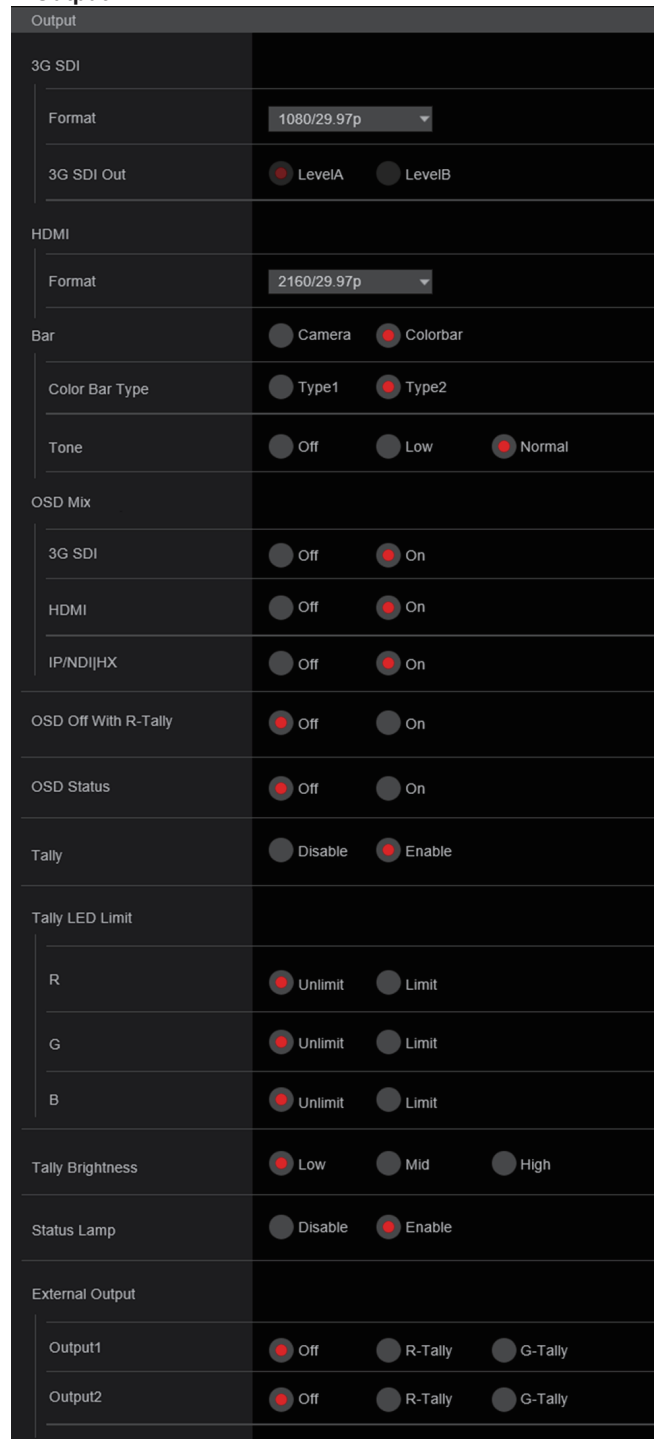 Output
3G SDI
Format 1080/29.97p
3G SDI Out LevelA LevelB
HDMI
Format 2160/29.97p
Bar Camera Colorbar
Color Bar Type Type1 Type2
Tone Off Low Normal
OSD Mix
3G SDI Off On
HDMI Off On
IP/NDI|HX Off On
OSD Off With R-Tally Off On
OSD Status Off On
Tally Disable Enable
Tally LED Limit
R Unlimit Limit
G Unlimit Limit
B Unlimit Limit
Tally Brightness Low Mid High
Status Lamp Disable Enable
External Output
Output1 Off R-Tally G-Tally
Output2 Off R-Tally G-Tally